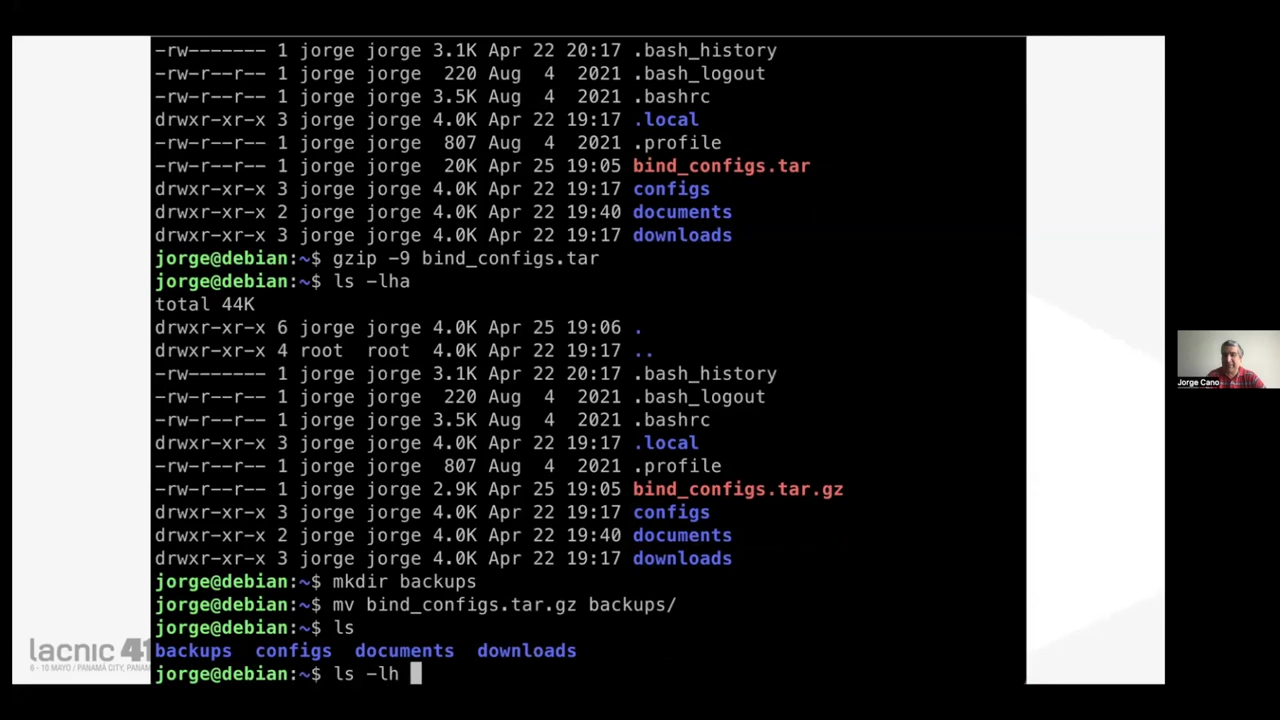 -rw------- 1 jorge jorge 3.1K Apr 22 20:17 .bash_history
-rw-r--r-- 1 jorge jorge  220 Aug  4  2021 .bash_logout
-rw-r--r-- 1 jorge jorge 3.5K Aug  4  2021 .bashrc
drwxr-xr-x 3 jorge jorge 4.0K Apr 22 19:17 .local
-rw-r--r-- 1 jorge jorge  807 Aug  4  2021 .profile
-rw-r--r-- 1 jorge jorge  20K Apr 25 19:05 bind_configs.tar
drwxr-xr-x 3 jorge jorge 4.0K Apr 22 19:17 configs
drwxr-xr-x 2 jorge jorge 4.0K Apr 22 19:40 documents
drwxr-xr-x 3 jorge jorge 4.0K Apr 22 19:17 downloads
jorge@debian:~$ gzip -9 bind_configs.tar
jorge@debian:~$ ls -lha
total 44K
drwxr-xr-x 6 jorge jorge 4.0K Apr 25 19:06 .
drwxr-xr-x 4 root  root  4.0K Apr 22 19:17 ..
-rw------- 1 jorge jorge 3.1K Apr 22 20:17 .bash_history
-rw-r--r-- 1 jorge jorge  220 Aug  4  2021 .bash_logout
-rw-r--r-- 1 jorge jorge 3.5K Aug  4  2021 .bashrc
drwxr-xr-x 3 jorge jorge 4.0K Apr 22 19:17 .local
-rw-r--r-- 1 jorge jorge  807 Aug  4  2021 .profile
-rw-r--r-- 1 jorge jorge 2.9K Apr 25 19:05 bind_configs.tar.gz
drwxr-xr-x 3 jorge jorge 4.0K Apr 22 19:17 configs
drwxr-xr-x 2 jorge jorge 4.0K Apr 22 19:40 documents
drwxr-xr-x 3 jorge jorge 4.0K Apr 22 19:17 downloads
jorge@debian:~$ mkdir backups
jorge@debian:~$ mv bind_configs.tar.gz backups/
jorge@debian:~$ ls
backups  configs  documents  downloads
jorge@debian:~$ ls -lh
lacnic 41
6 - 10 MAYO / PANAMÁ CITY,
Jorge Cano